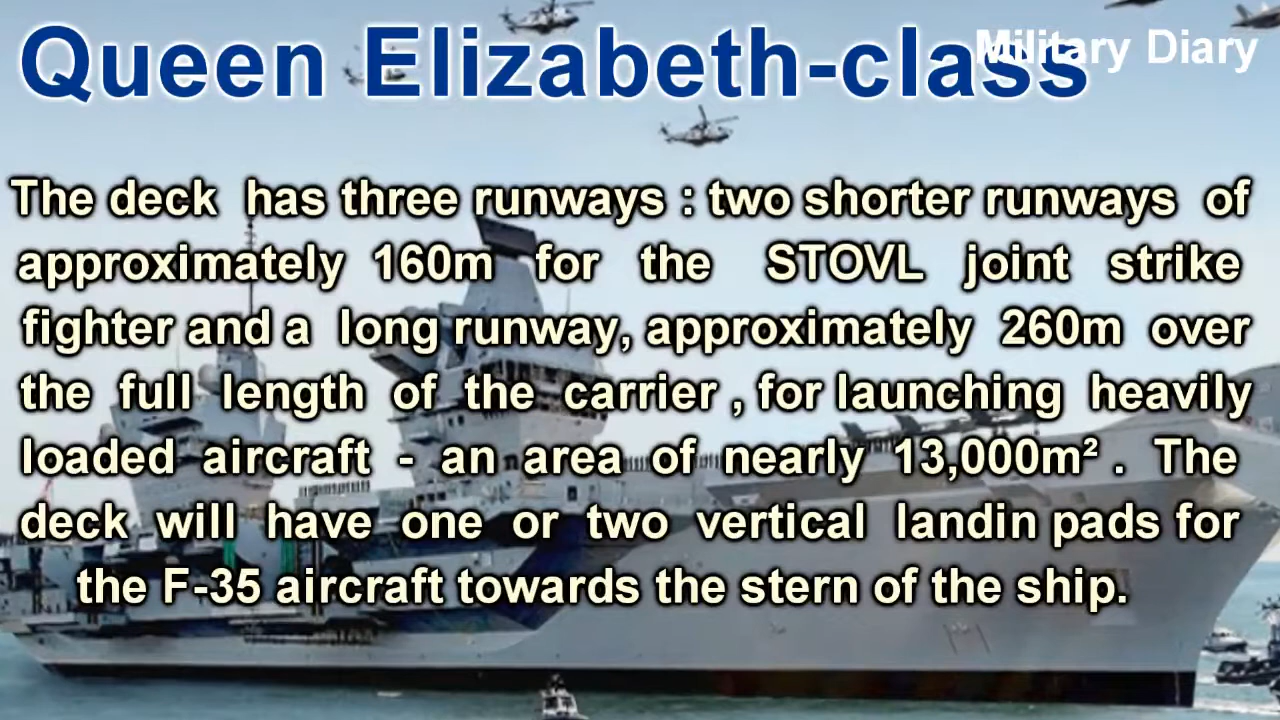 Queen Elizabeth-class
Military Diary
The deck has three runways : two shorter runways of
approximately 160m for the STOVL joint strike
fighter and a long runway, approximately 260m over
the full length of the carrier , for launching heavily
loaded aircraft - an area of nearly 13,000m² . The
deck will have one or two vertical landin pads for
the F-35 aircraft towards the stern of the ship.